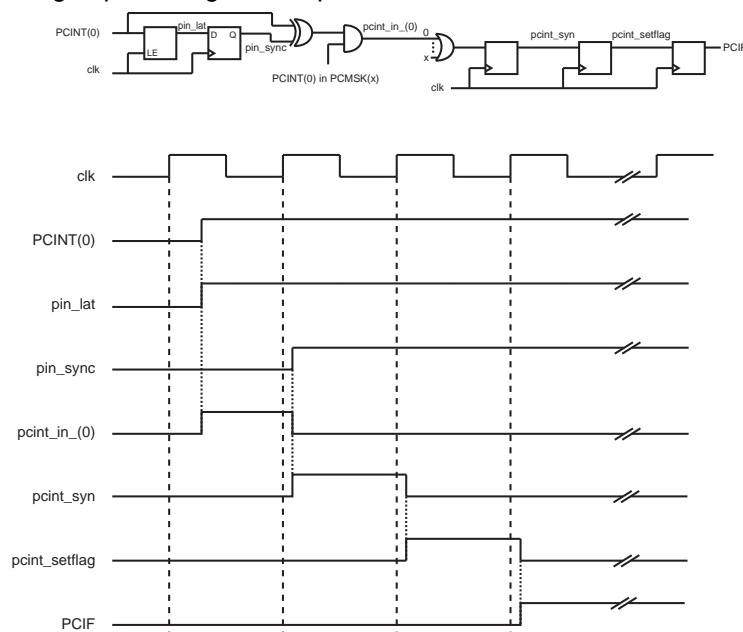 PCINT(0)
pin_lat
LE
D Q
pin_sync
clk
PCINT(0) in PCMSK(x)
pcint_in_(0)
0
x
clk
pcint_syn
pcint_setflag
clk
PCINT(0)
pin_lat
pin_sync
pcint_in_(0)
pcint_syn
pcint_setflag
PCIF